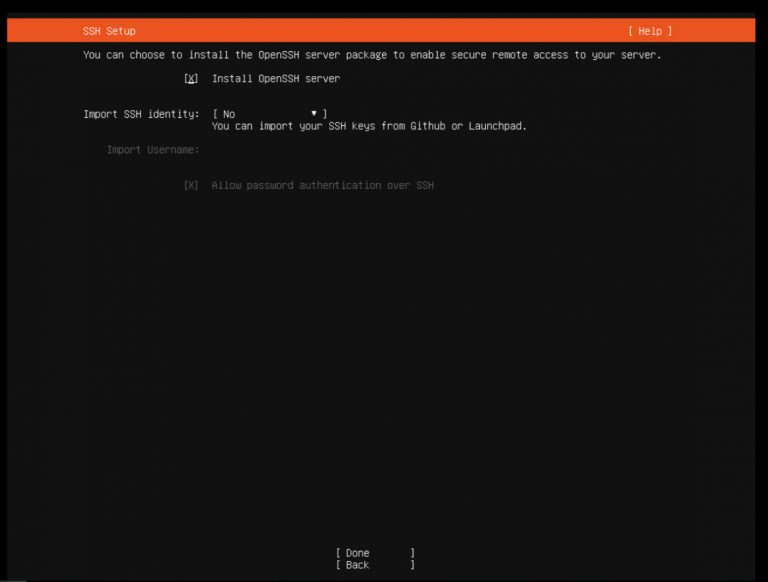 SSH Setup [ Help ]
You can choose to install the OpenSSH server package to enable secure remote access to your server.
[X] Install OpenSSH server
Import SSH identity: [ No ▼ ]
You can import your SSH keys from Github or Launchpad.
Import Username:
[X] Allow password authentication over SSH
[ Done ]
[ Back ]